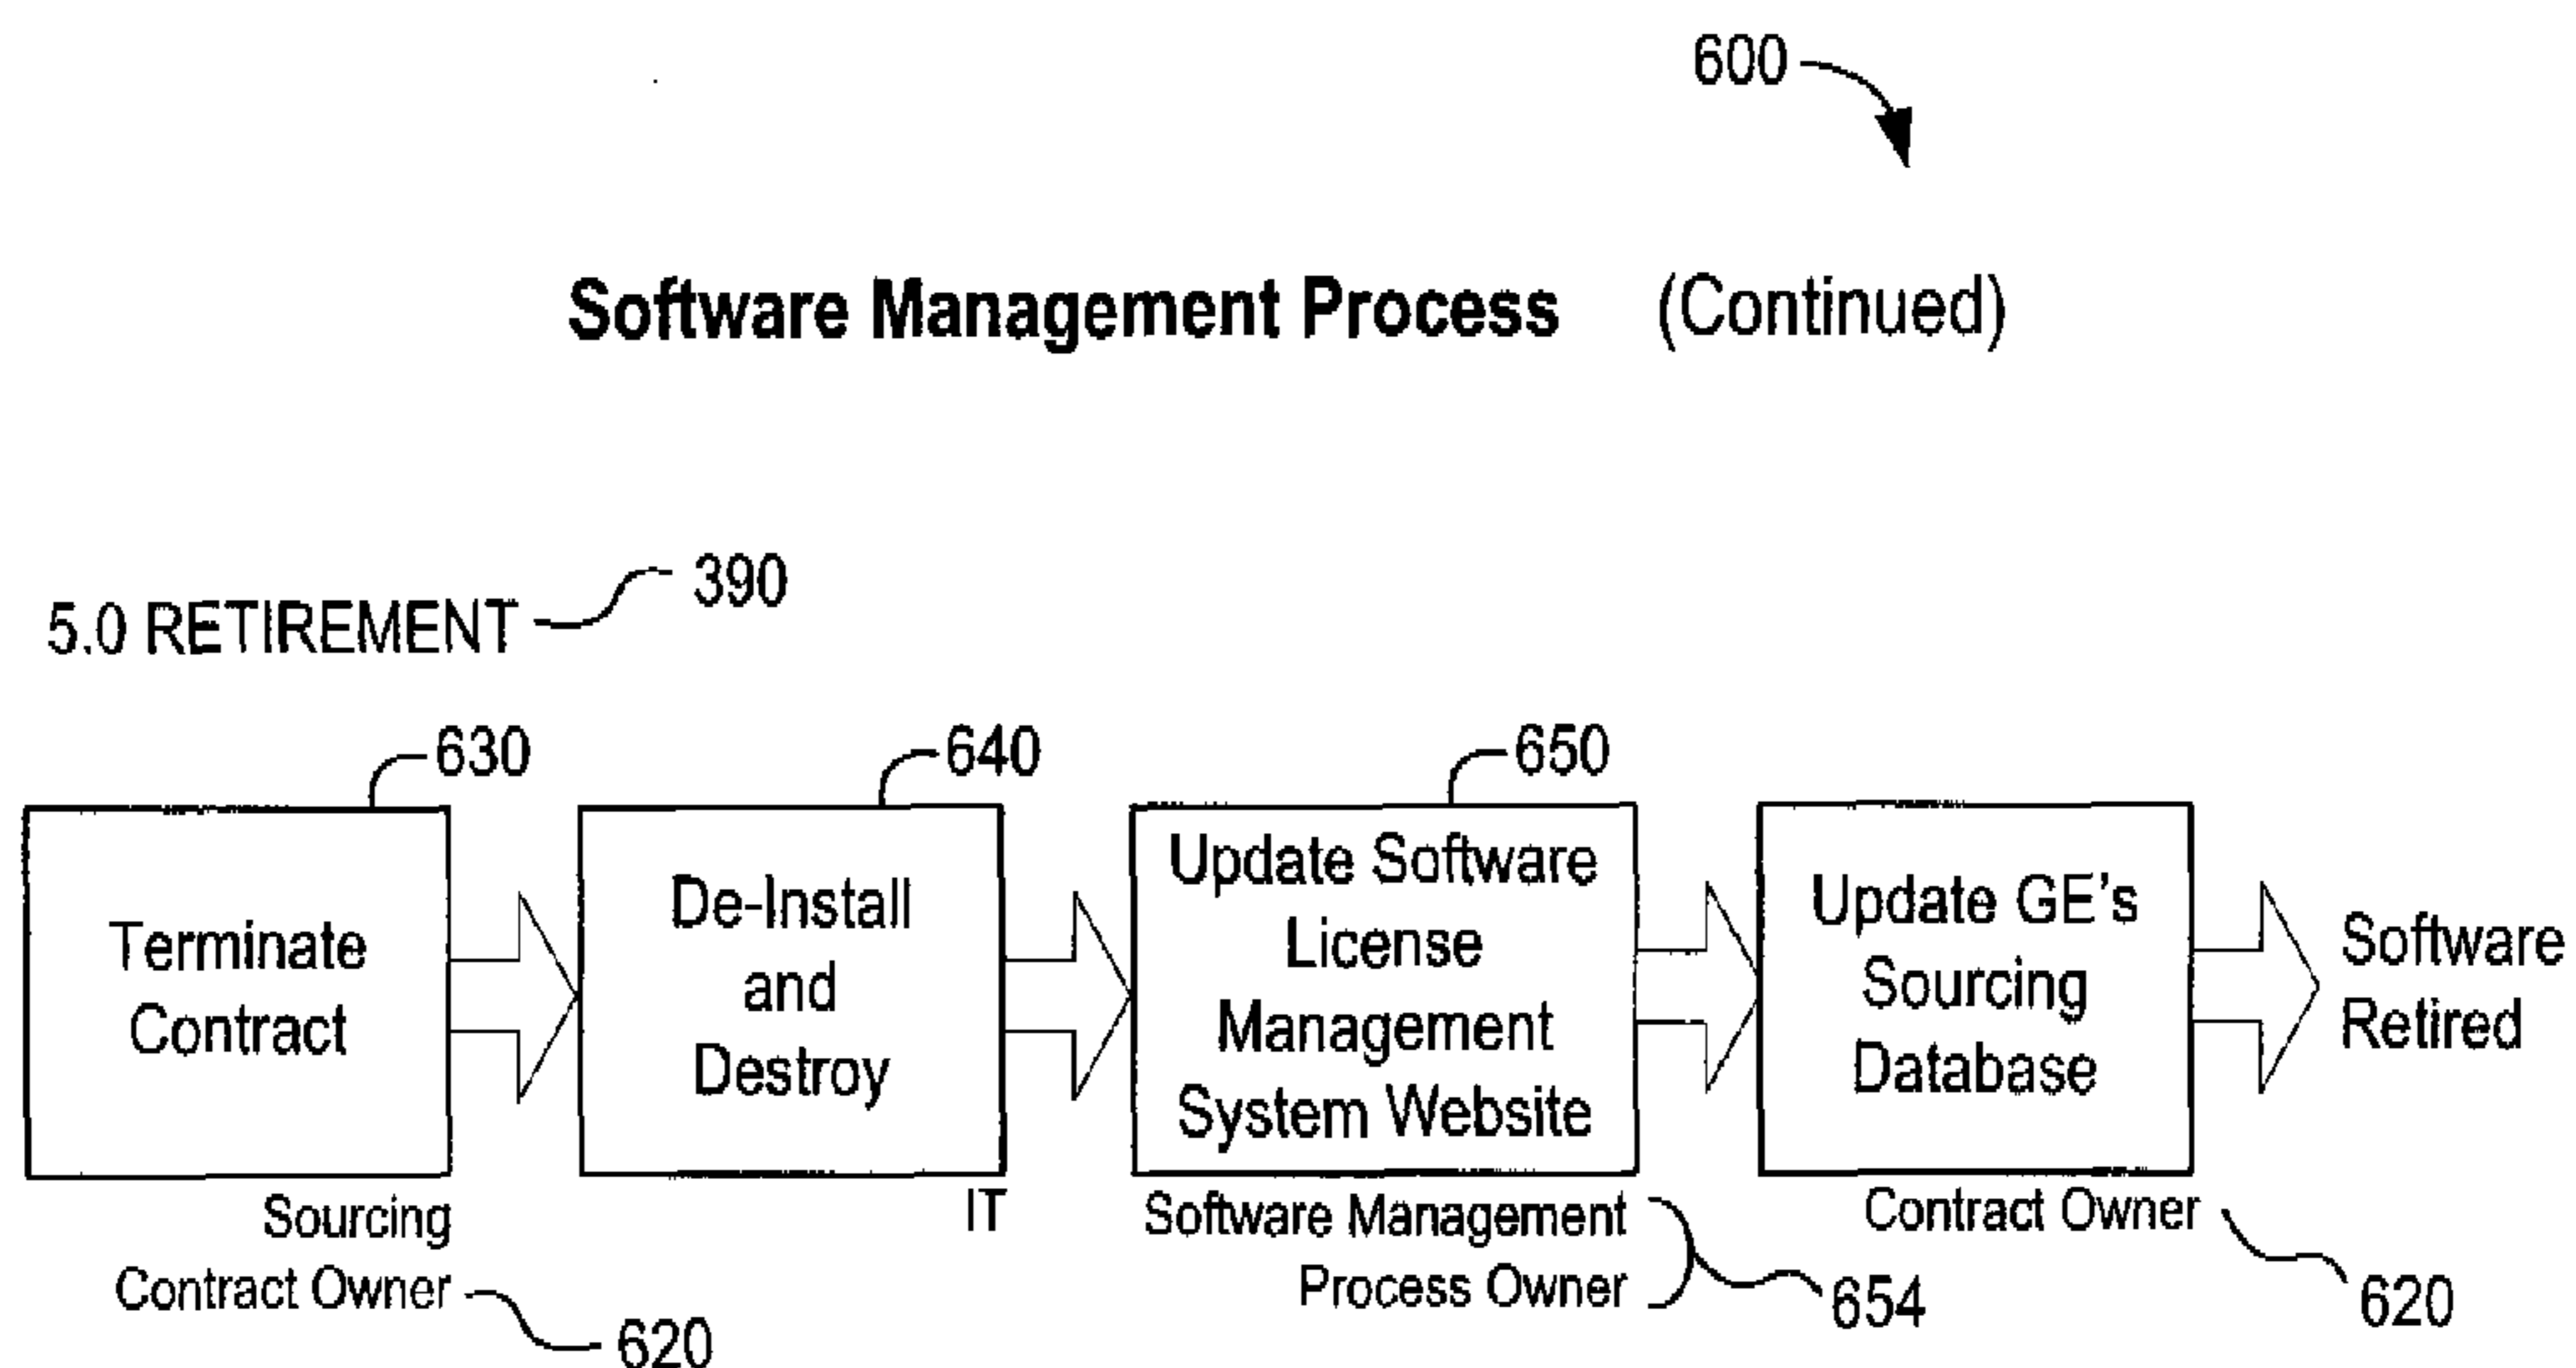 600
Software Management Process (Continued)
5.0 RETIREMENT
390
630
640
650
Terminate
Contract
De-Install
and
Destroy
Update Software
License
Management
System Website
Update GE's
Sourcing
Database
Software
Retired
Sourcing
Contract Owner
620
IT
Software Management
Process Owner
654
Contract Owner
620